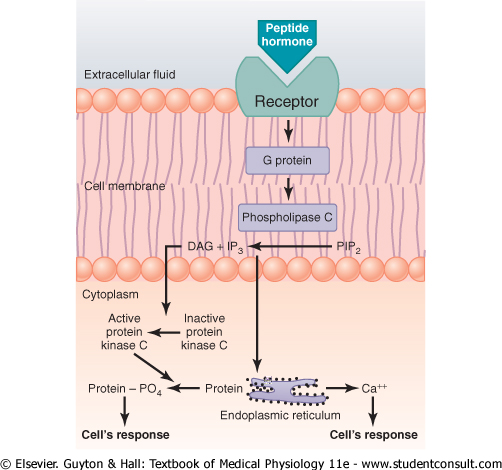 Peptide
hormone
Extracellular fluid
Receptor
G protein
Cell membrane
Phospholipase C
DAG + IP3
PIP2
Cytoplasm
Active
protein
kinase C
Inactive
protein
kinase C
Protein – PO4
Protein
Ca++
Endoplasmic reticulum
Cell's response
Cell's response
© Elsevier. Guyton & Hall: Textbook of Medical Physiology 11e - www.studentconsult.com